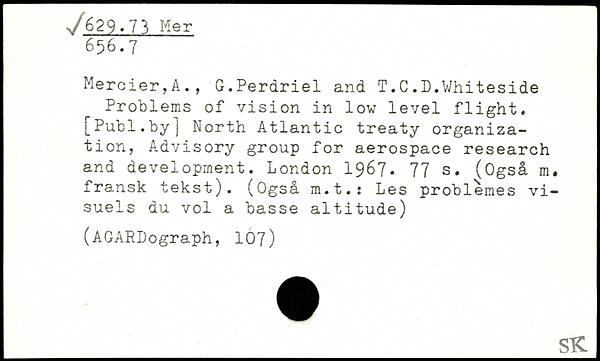 ✓629.73 Mer
656.7
Mercier,A., G.Perdriel and T.C.D.Whiteside
Problems of vision in low level flight.
[Publ.by] North Atlantic treaty organiza-
tion, Advisory group for aerospace research
and development. London 1967. 77 s. (Også m.
fransk tekst). (Også m.t.: Les problèmes vi-
suels du vol a basse altitude)
(AGARDograph, 107)
SK